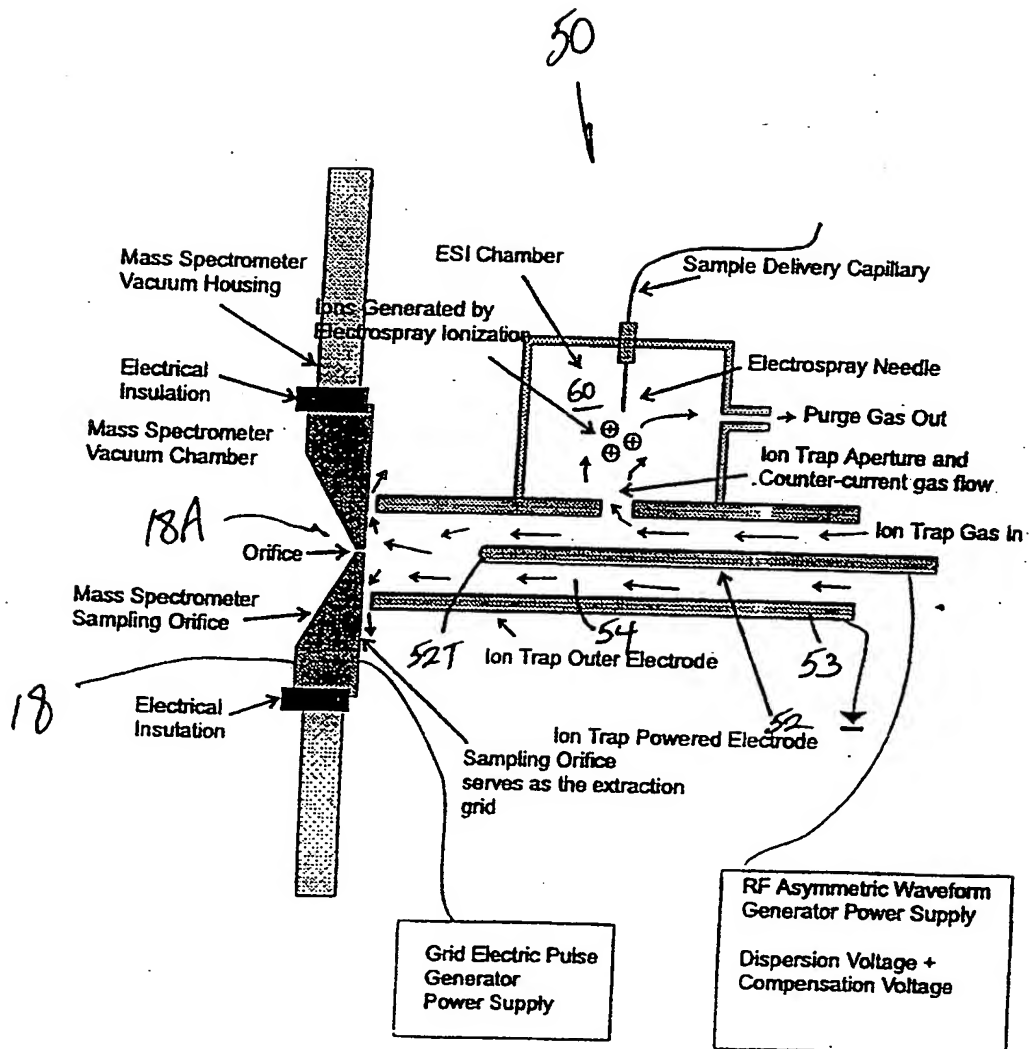 50
Mass Spectrometer
Vacuum Housing
ESI Chamber
Sample Delivery Capillary
Ions Generated by
Electrospray Ionization
Electrical
Insulation
60
Electrospray Needle
Purge Gas Out
Mass Spectrometer
Vacuum Chamber
Ion Trap Aperture and
Counter-current gas flow
18A
Orifice
Ion Trap Gas In
Mass Spectrometer
Sampling Orifice
52T
54
Ion Trap Outer Electrode
53
18
Electrical
Insulation
52
Ion Trap Powered Electrode
Sampling Orifice
serves as the extraction
grid
RF Asymmetric Waveform
Generator Power Supply
Dispersion Voltage +
Compensation Voltage
Grid Electric Pulse
Generator
Power Supply